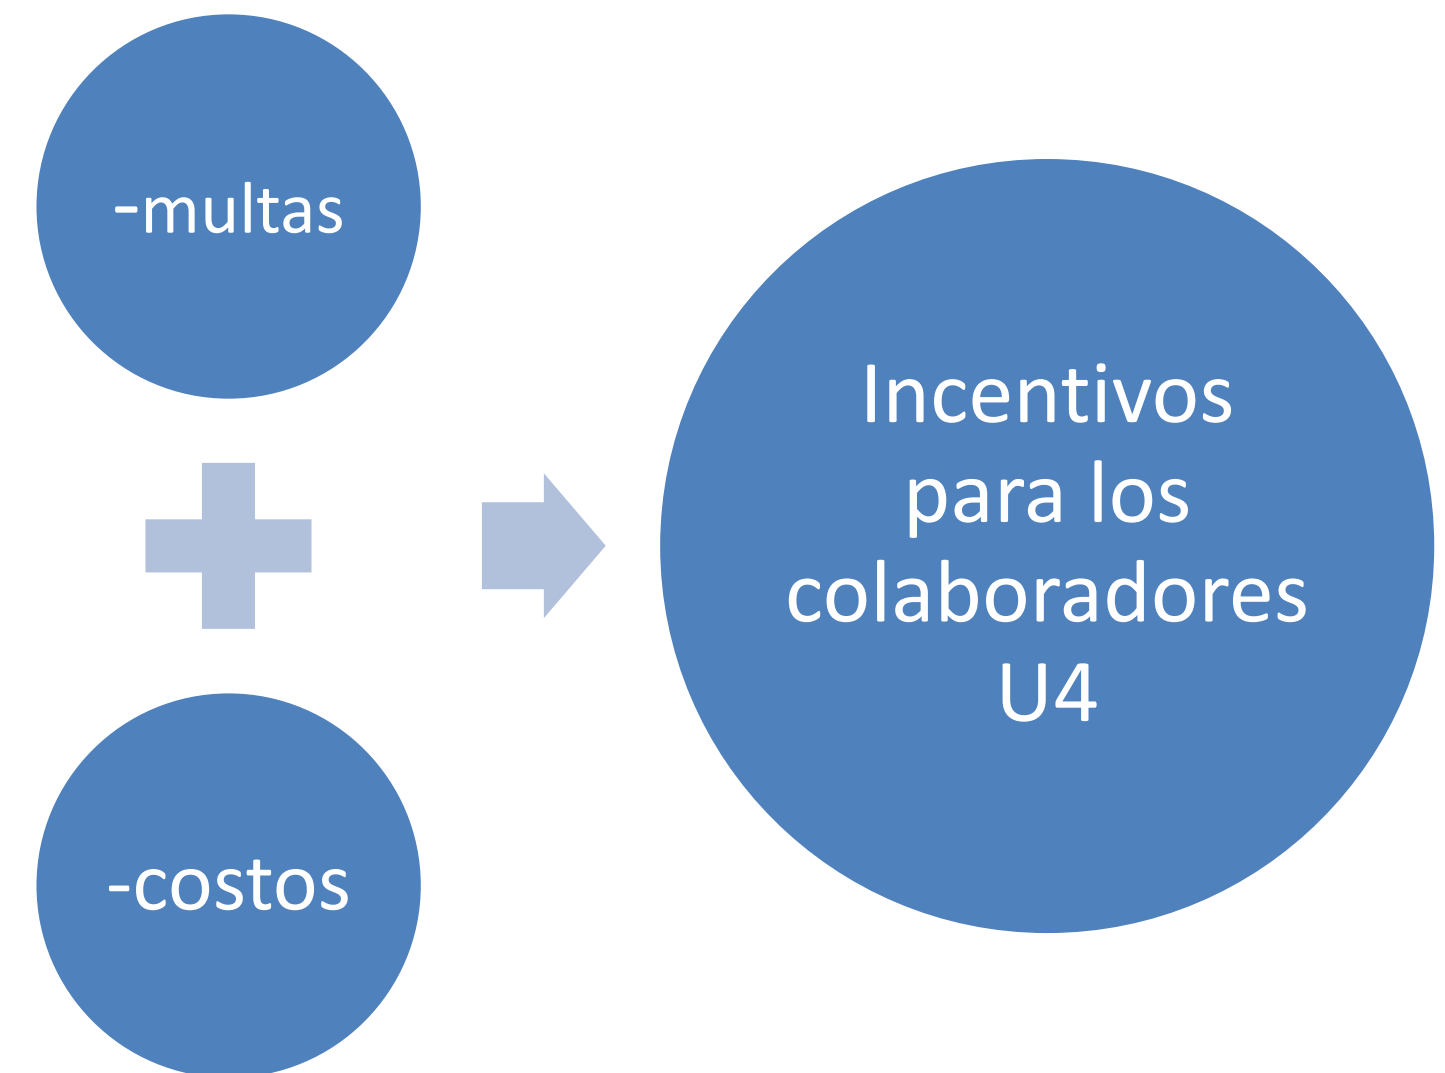 -multas
-costos
Incentivos
para los
colaboradores
U4